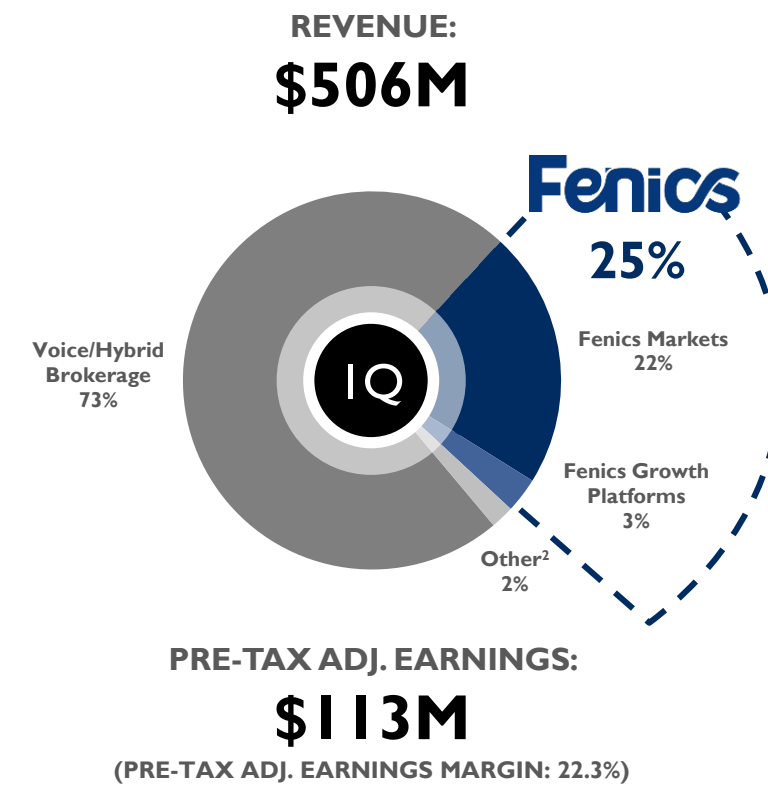 REVENUE:
$506M
Fenics
25%
Fenics Markets
22%
Voice/Hybrid
Brokerage
73%
1Q
Fenics Growth
Platforms
3%
Other²
2%
PRE-TAX ADJ. EARNINGS:
$113M
(PRE-TAX ADJ. EARNINGS MARGIN: 22.3%)